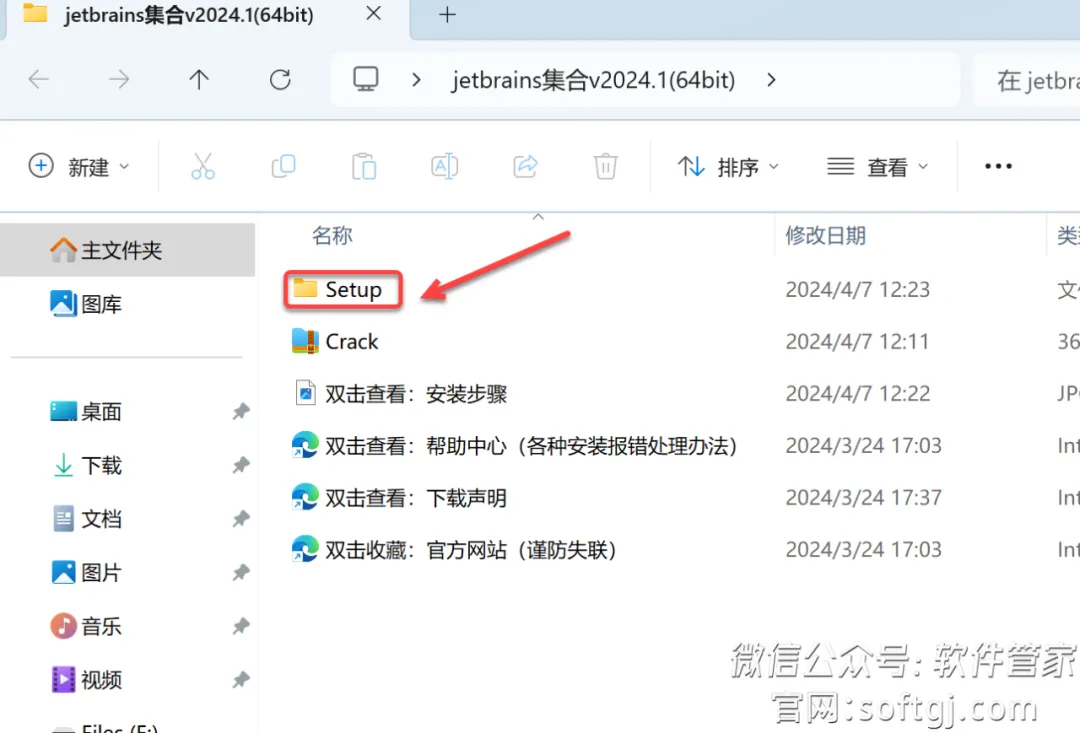 jetbrains集合v2024.1(64bit)
jetbrains集合v2024.1(64bit)
在 jetbra
新建
排序
查看
名称
修改日期
主文件夹
图库
桌面
下载
文档
图片
音乐
视频
Setup 2024/4/7 12:23
Crack 2024/4/7 12:11 36
双击查看：安装步骤 2024/4/7 12:22 JP
双击查看：帮助中心（各种安装报错处理办法） 2024/3/24 17:03 Int
双击查看：下载声明 2024/3/24 17:37 Int
双击收藏：官方网站（谨防失联） 2024/3/24 17:03 Int
微信公众号:软件管家
官网:softgj.com